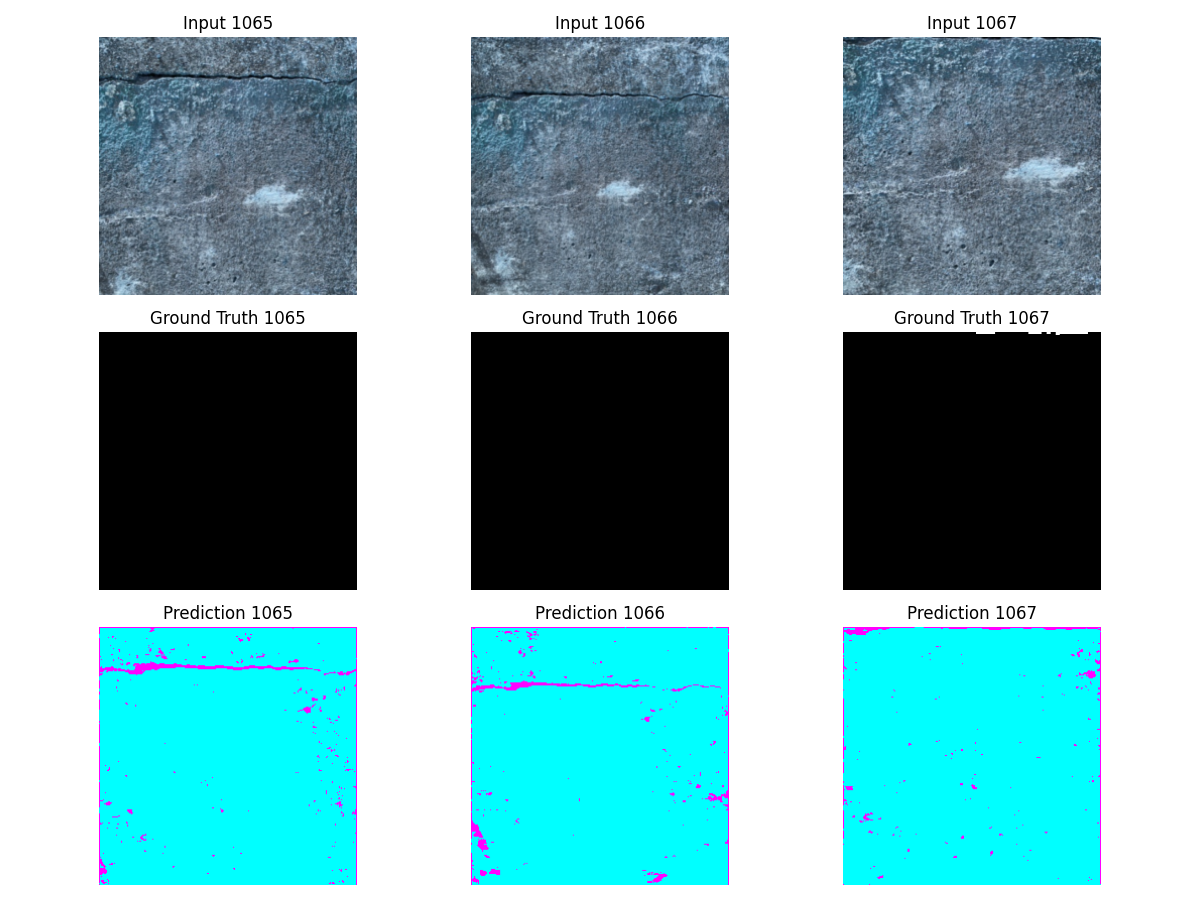 Input 1065
Input 1066
Input 1067
Ground Truth 1065
Ground Truth 1066
Ground Truth 1067
Prediction 1065
Prediction 1066
Prediction 1067